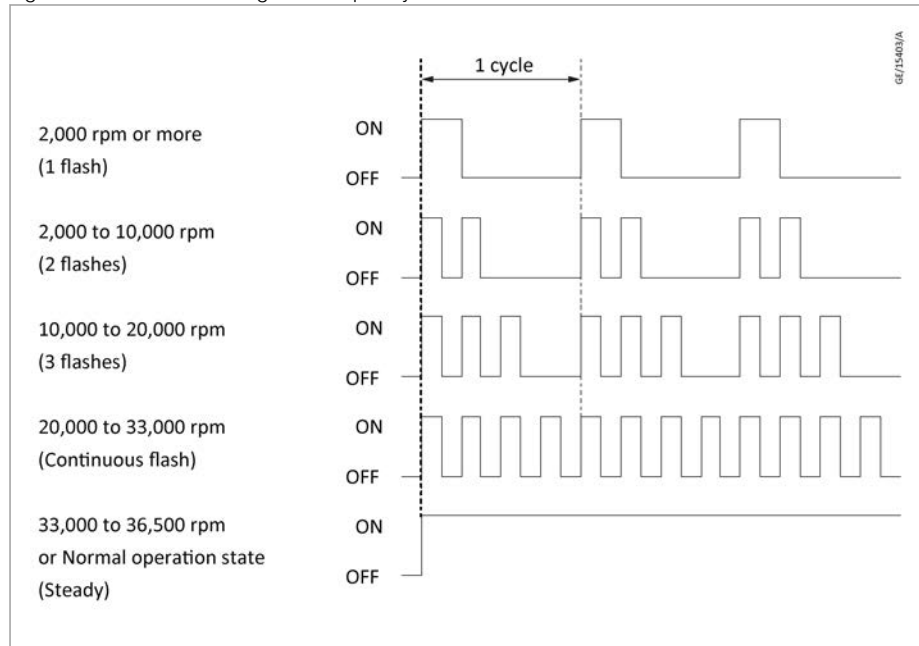 1 cycle
GE/15403/A
2,000 rpm or more
(1 flash)
ON
OFF
2,000 to 10,000 rpm
(2 flashes)
ON
OFF
10,000 to 20,000 rpm
(3 flashes)
ON
OFF
20,000 to 33,000 rpm
(Continuous flash)
ON
OFF
33,000 to 36,500 rpm
or Normal operation state
(Steady)
ON
OFF